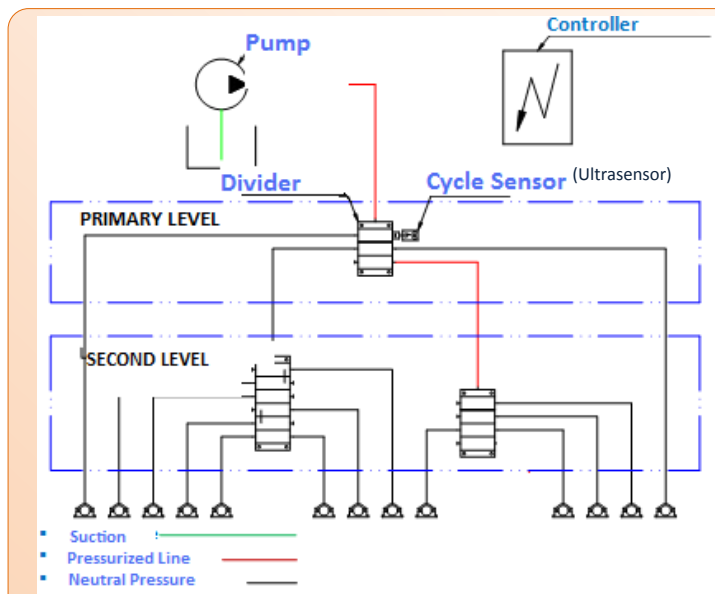 Controller
Pump
Divider
Cycle Sensor (Ultrasensor)
PRIMARY LEVEL
SECOND LEVEL
Suction
Pressurized Line
Neutral Pressure